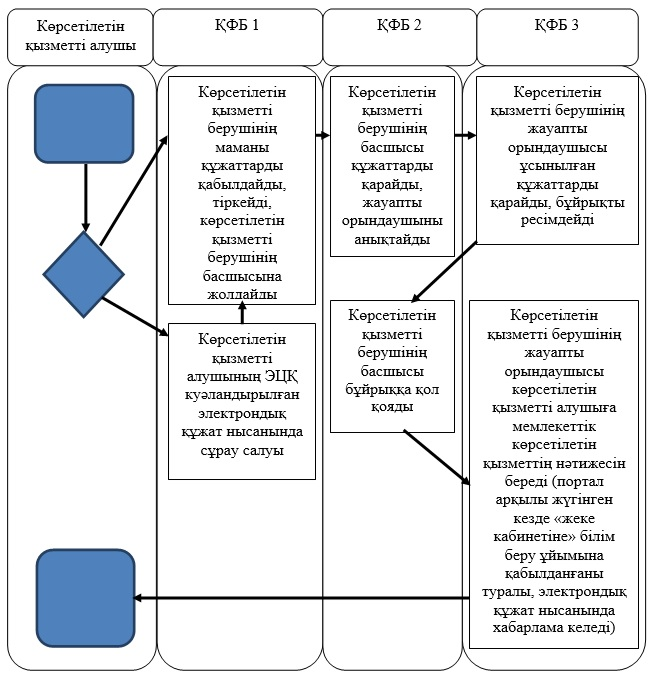 Көрсетілетін
қызметті алушы
ҚФБ 1
ҚФБ 2
ҚФБ 3
Көрсетілетін
қызметті
берушінің
маманы
құжаттарды
қабылдайды,
тіркейді,
көрсетілетін
қызметті
берушінің
басшысына
жолдайды
Көрсетілетін
қызметті
берушінің
басшысы
құжаттарды
қарайды,
жауапты
орындаушыны
анықтайды
Көрсетілетін
қызметті берушінің
жауапты
орындаушысы
ұсынылған
құжаттарды
қарайды, бұйрықты
ресімдейді
Көрсетілетін
қызметті
алушының ЭЦҚ
куәландырылған
электрондық
құжат нысанында
сұрау салуы
Көрсетілетін
қызметті
берушінің
басшысы
бұйрыққа қол
қояды
Көрсетілетін
қызметті берушінің
жауапты
орындаушысы
көрсетілетін
қызметті алушыға
мемлекеттік
көрсетілетін
қызметтің нәтижесін
береді (портал
арқылы жүгінген
кезде «жеке
кабинетіне» білім
беру ұйымына
қабылданғаны
туралы, электрондық
құжат нысанында
хабарлама келеді)